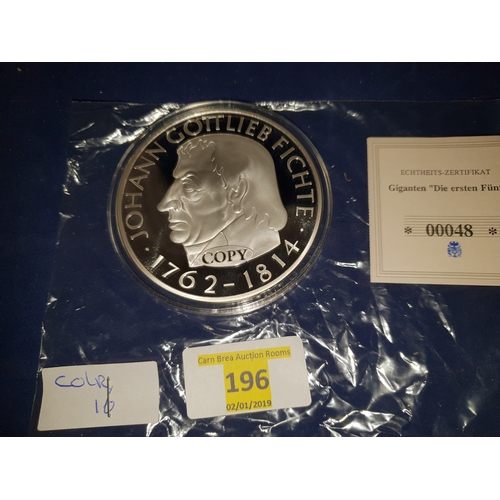 JOHANN GOTTLIEB FICHTE
COPY
· 1762-1814 ·
ECHTHEITS-ZERTIFIKAT
Giganten "Die ersten Fün
* 00048 *
Carn Brea Auction Rooms
196
02/01/2019